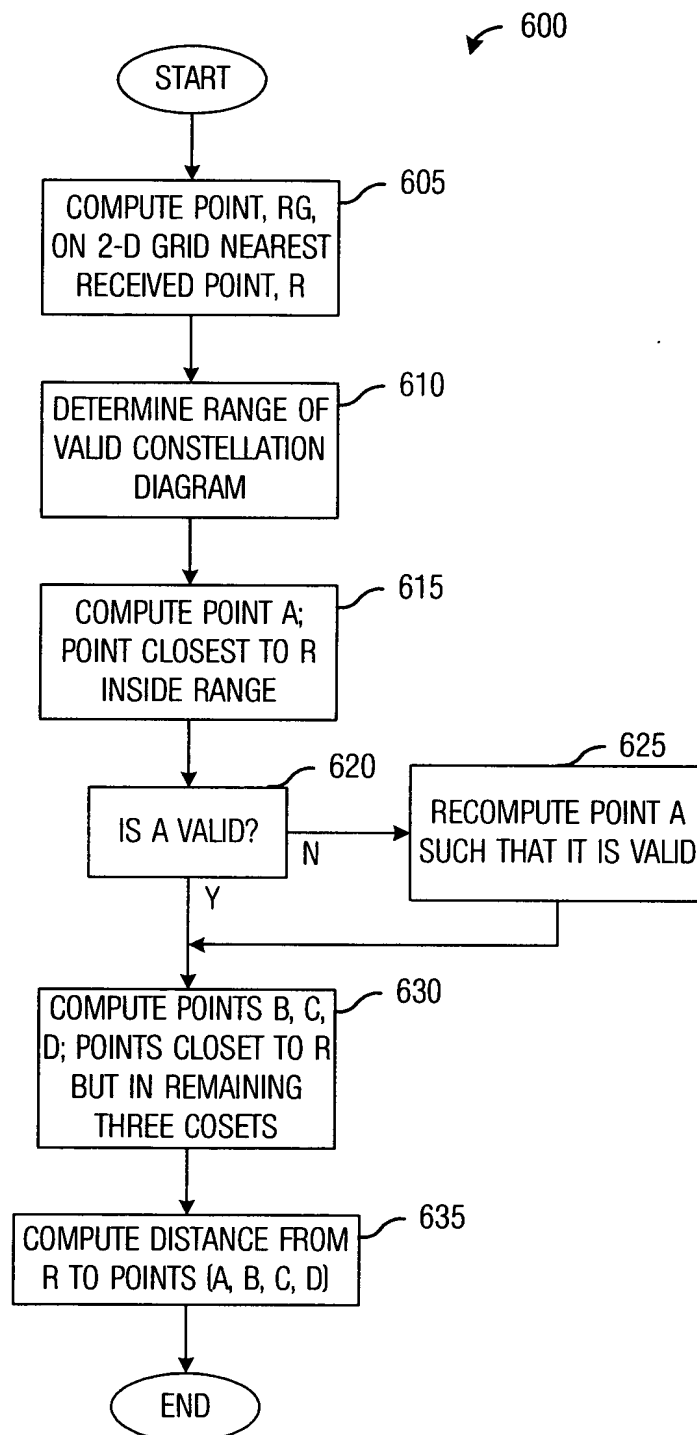 600
START
605
COMPUTE POINT, RG,
ON 2-D GRID NEAREST
RECEIVED POINT, R
610
DETERMINE RANGE OF
VALID CONSTELLATION
DIAGRAM
615
COMPUTE POINT A;
POINT CLOSEST TO R
INSIDE RANGE
620
IS A VALID?
N
Y
625
RECOMPUTE POINT A
SUCH THAT IT IS VALID
630
COMPUTE POINTS B, C,
D; POINTS CLOSET TO R
BUT IN REMAINING
THREE COSETS
635
COMPUTE DISTANCE FROM
R TO POINTS (A, B, C, D)
END